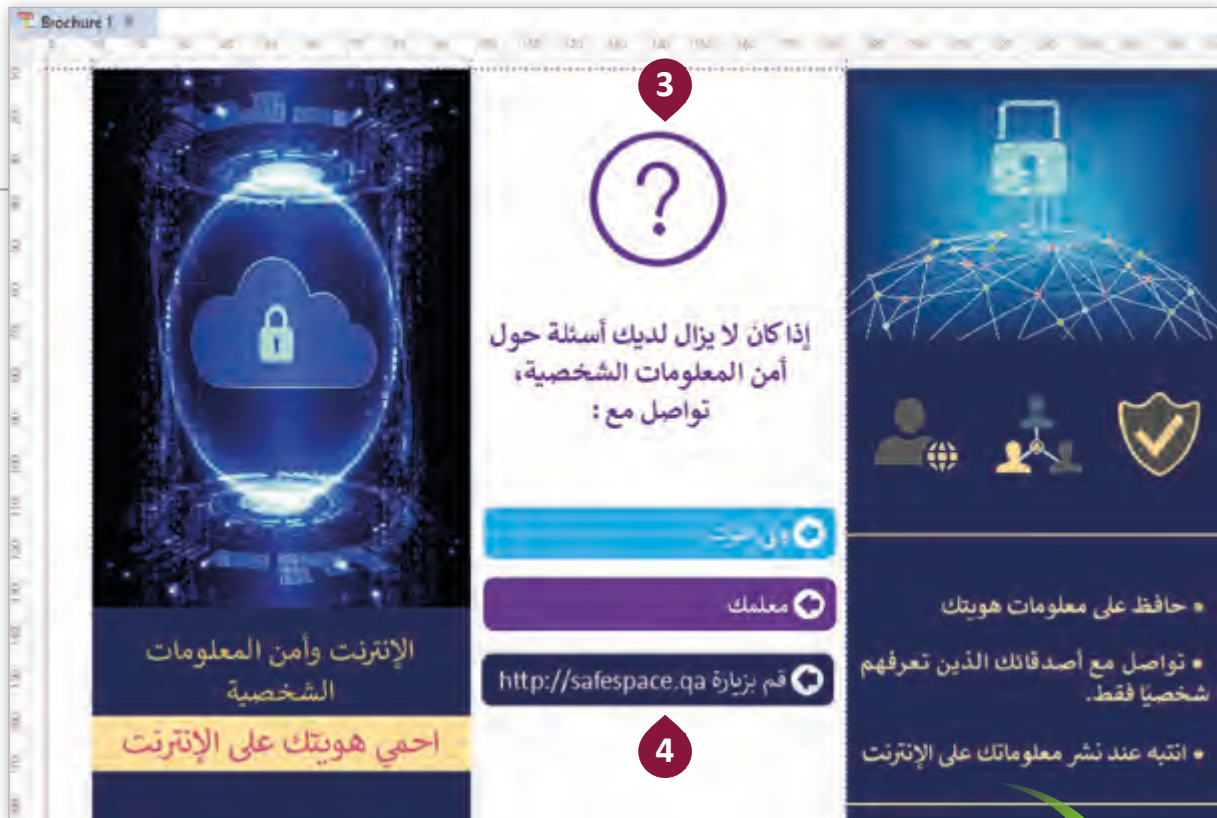 Brochure 1
3
?
إذا كان لا يزال لديك أسئلة حول
أمن المعلومات الشخصية،
تواصل مع :
معلمك
قم بزيارة http://safespace.qa
4
• حافظ على معلومات هويتك
• تواصل مع أصدقائك الذين تعرفهم
شخصيًا فقط.
• انتبه عند نشر معلوماتك على الإنترنت
الإنترنت وأمن المعلومات
الشخصية
احمي هويتك على الإنترنت